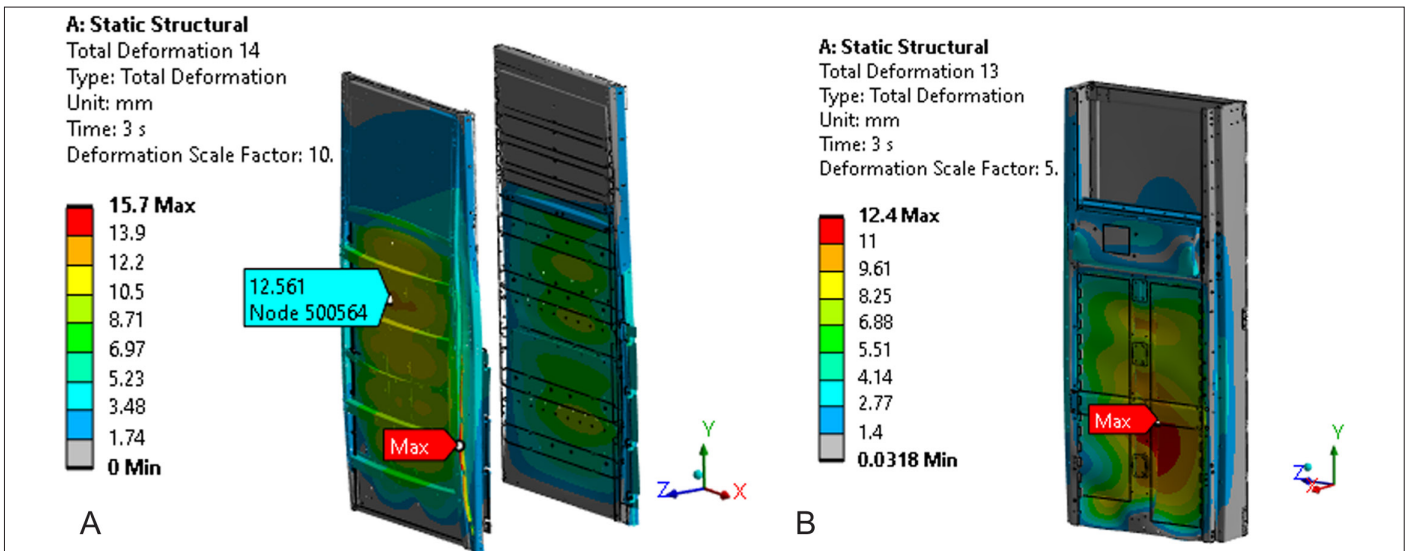 A: Static Structural
Total Deformation 14
Type: Total Deformation
Unit: mm
Time: 3 s
Deformation Scale Factor: 10.
15.7 Max
13.9
12.2
10.5
8.71
6.97
5.23
3.48
1.74
0 Min
12.561
Node 500564
Max
Y
Z
X
A
A: Static Structural
Total Deformation 13
Type: Total Deformation
Unit: mm
Time: 3 s
Deformation Scale Factor: 5.
12.4 Max
11
9.61
8.25
6.88
5.51
4.14
2.77
1.4
0.0318 Min
Max
Y
Z
X
B